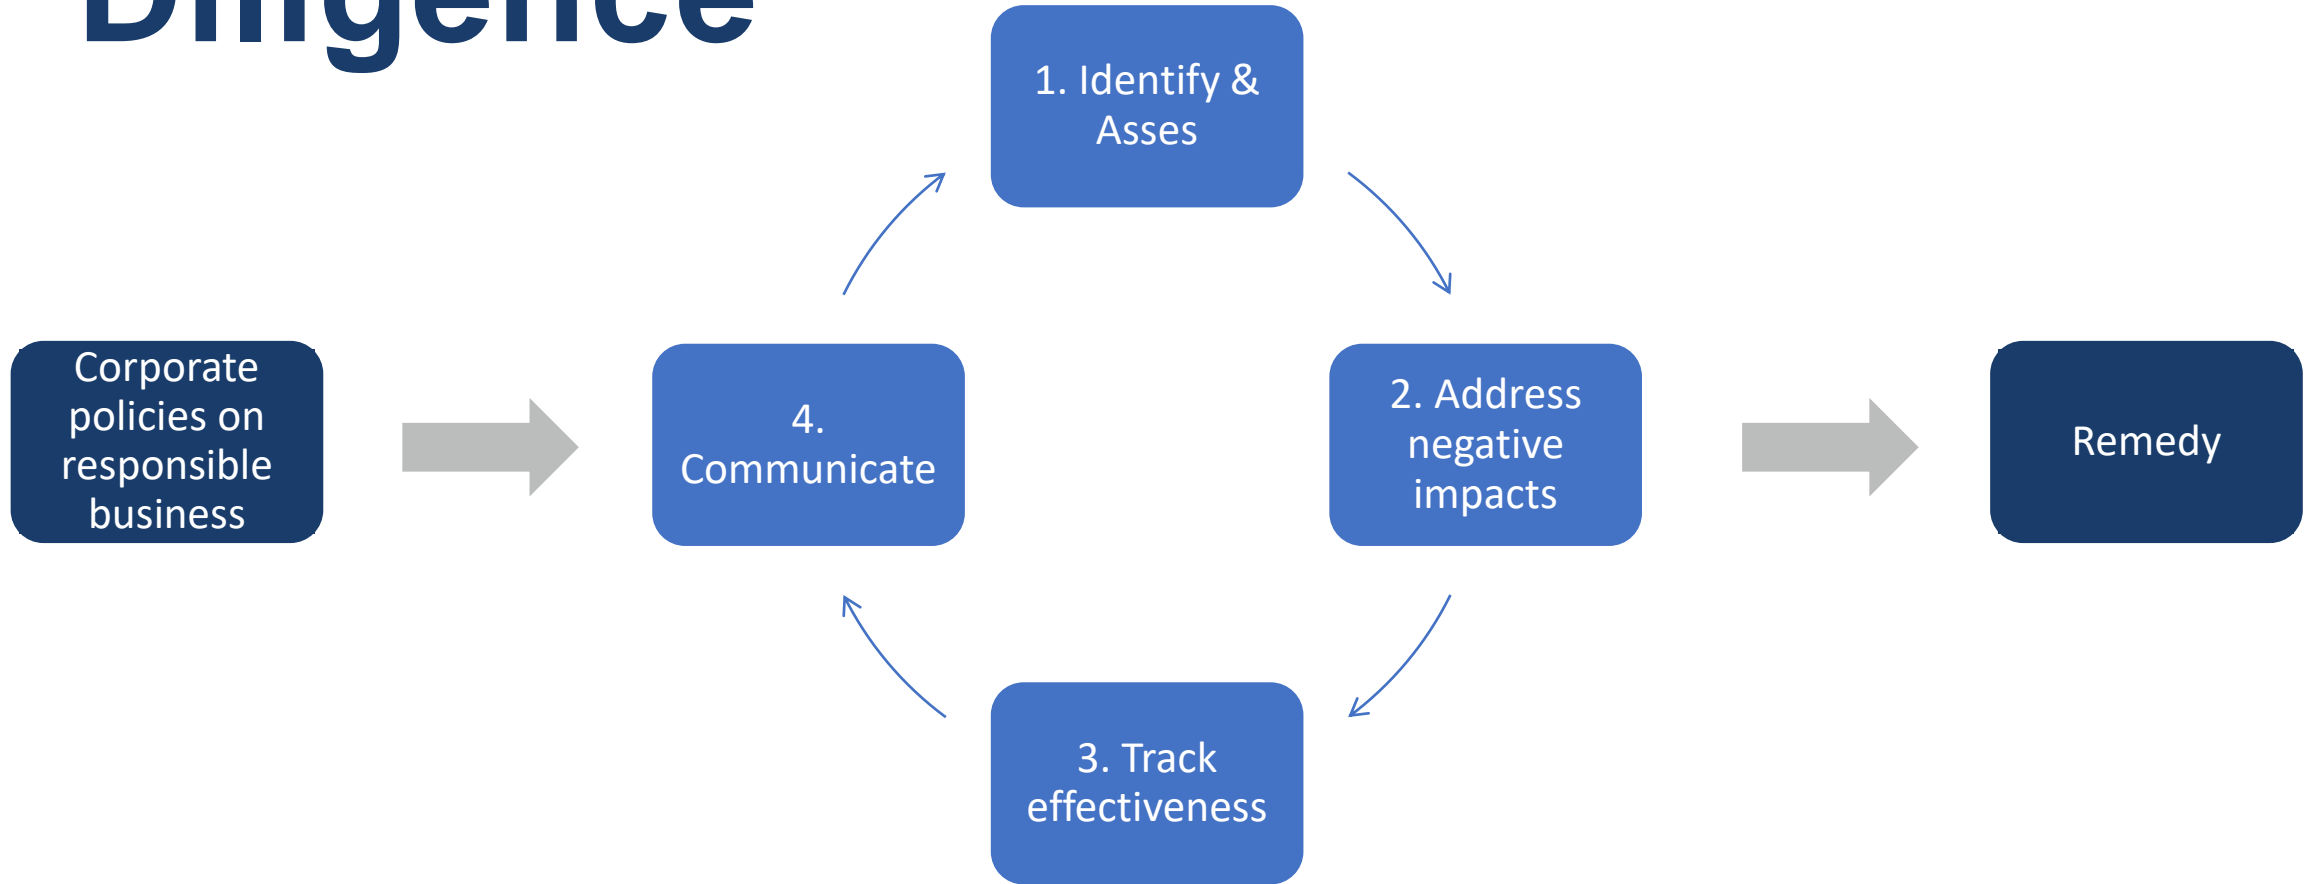 Diligence
1. Identify &
Asses
Corporate
policies on
responsible
business
4.
Communicate
2. Address
negative
impacts
Remedy
3. Track
effectiveness